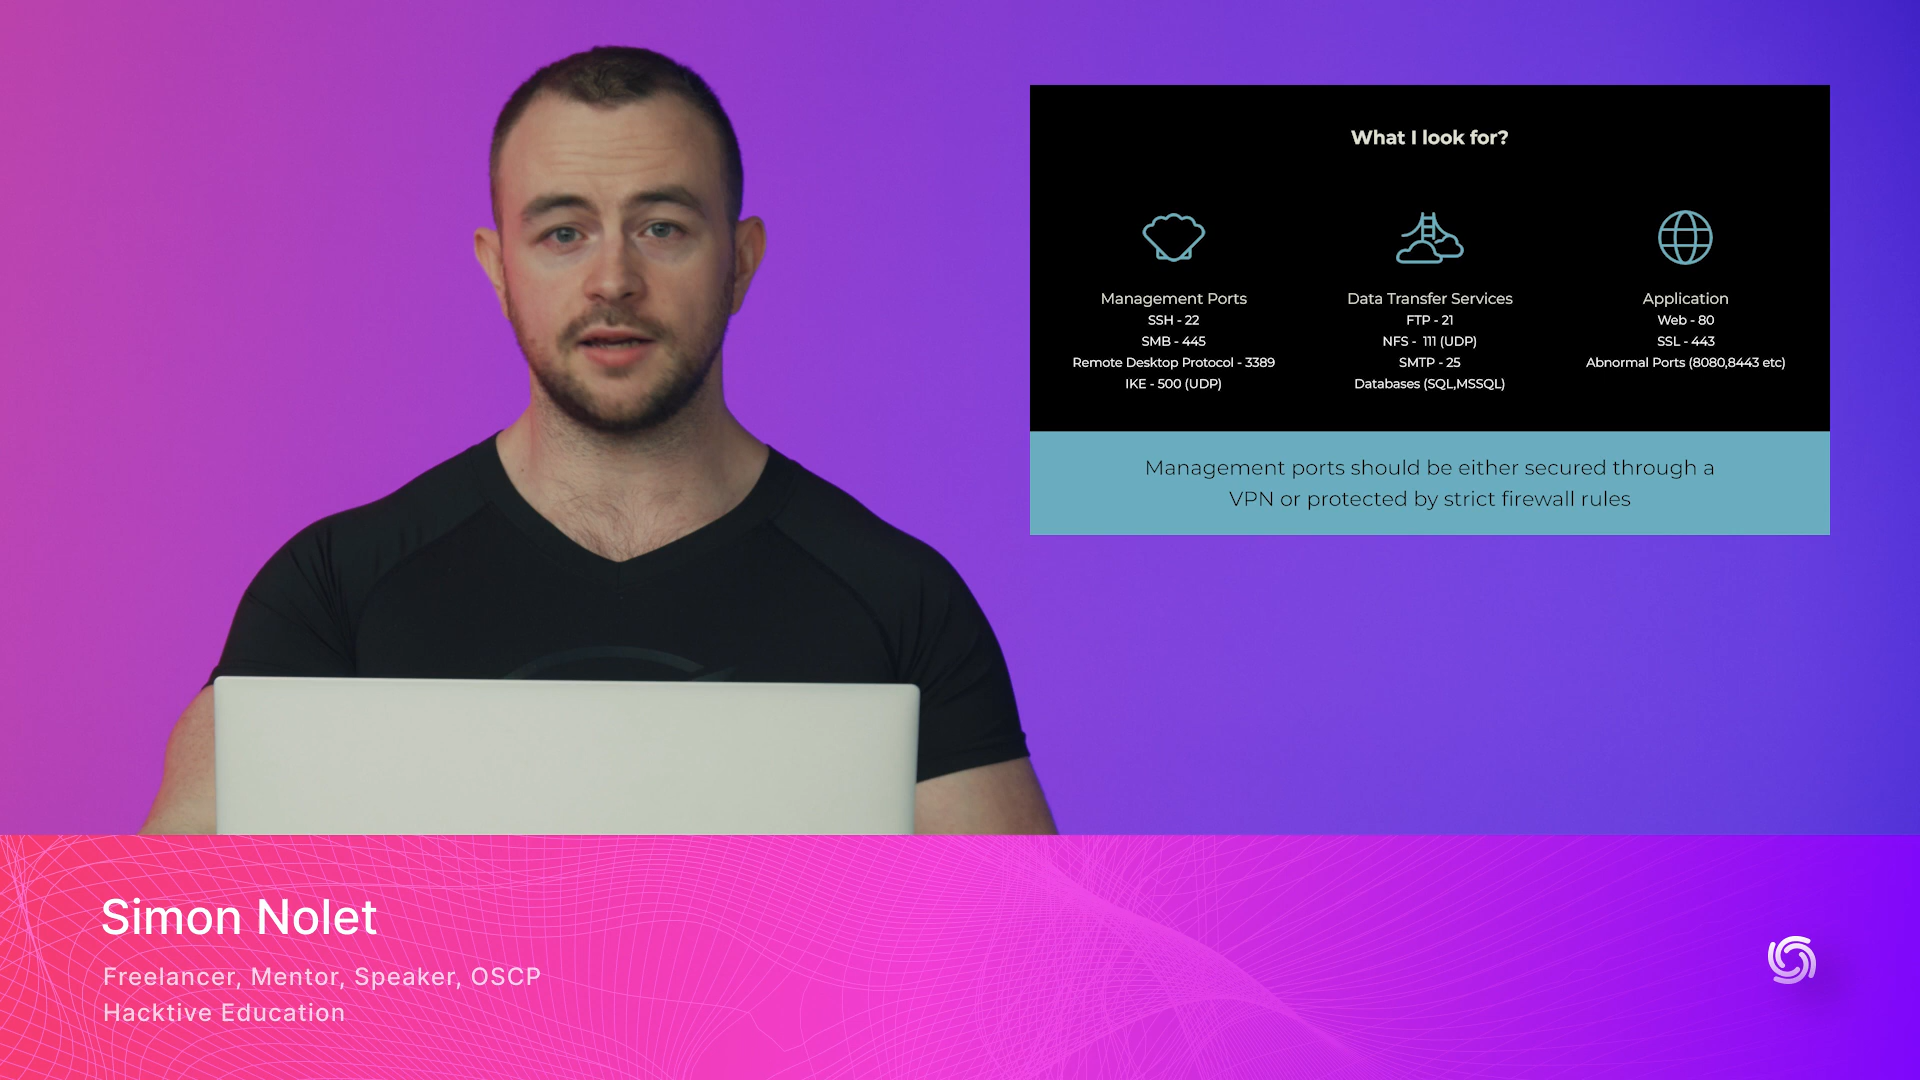 What I look for?
Management Ports
SSH - 22
SMB - 445
Remote Desktop Protocol - 3389
IKE - 500 (UDP)
Data Transfer Services
FTP - 21
NFS - 111 (UDP)
SMTP - 25
Databases (SQL,MSSQL)
Application
Web - 80
SSL - 443
Abnormal Ports (8080,8443 etc)
Management ports should be either secured through a
VPN or protected by strict firewall rules
Simon Nolet
Freelancer, Mentor, Speaker, OSCP
Hacktive Education